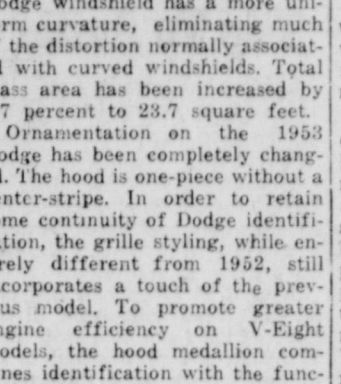 odge windshield has a more uni-
rm curvature, eliminating much
the distortion normally associat-
with curved windshields. Total
ass area has been increased by
7 percent to 23.7 square feet.
Ornamentation on the 1953
odge has been completely chang-
. The hood is one-piece without a
nter-stripe. In order to retain
me continuity of Dodge identifi-
tion, the grille styling, while en-
rely different from 1952, still
corporates a touch of the prev-
us model. To promote greater
ngine efficiency on V-Eight
odels, the hood medallion com-
nes identification with the func-